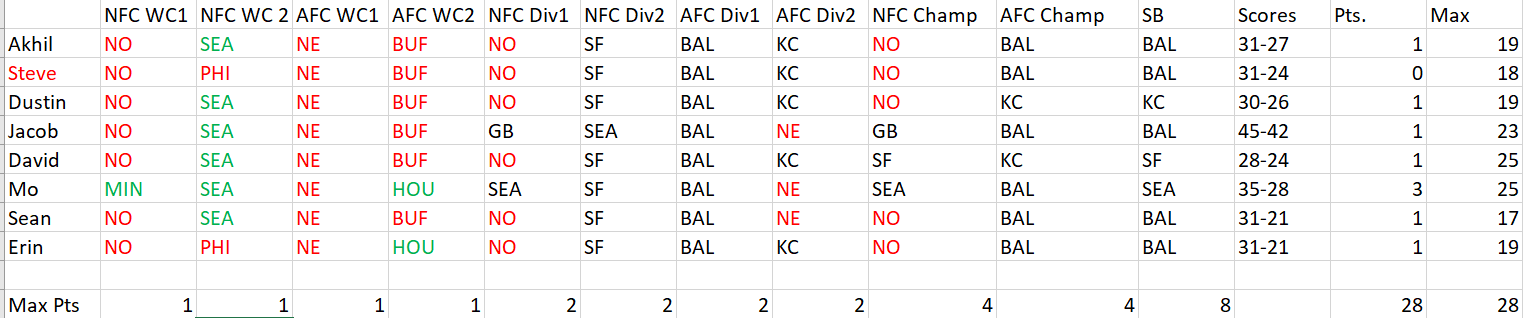 NFC WC1 NFC WC 2 AFC WC1 AFC WC2 NFC Div1 NFC Div2 AFC Div1 AFC Div2 NFC Champ AFC Champ SB Scores Pts. Max
Akhil NO SEA NE BUF NO SF BAL KC NO BAL BAL 31-27 1 19
Steve NO PHI NE BUF NO SF BAL KC NO BAL BAL 31-24 0 18
Dustin NO SEA NE BUF NO SF BAL KC NO KC KC 30-26 1 19
Jacob NO SEA NE BUF GB SEA BAL NE GB BAL BAL 45-42 1 23
David NO SEA NE BUF NO SF BAL KC SF KC SF 28-24 1 25
Mo MIN SEA NE HOU SEA SF BAL NE SEA BAL SEA 35-28 3 25
Sean NO SEA NE BUF NO SF BAL NE NO BAL BAL 31-21 1 17
Erin NO PHI NE HOU NO SF BAL KC NO BAL BAL 31-21 1 19
Max Pts 1 1 1 1 2 2 2 2 4 4 8 28 28